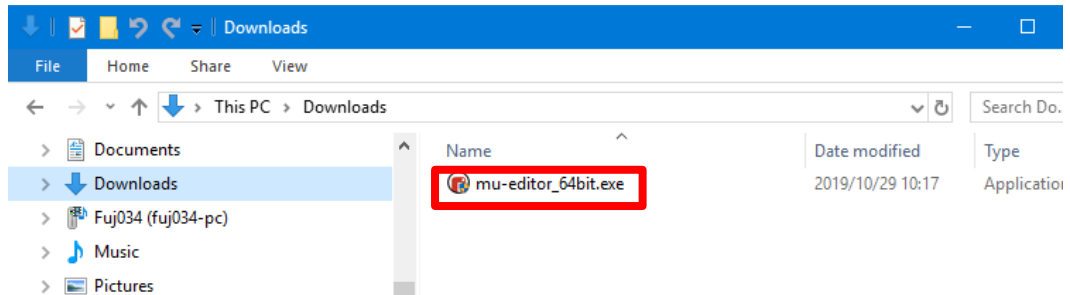 Downloads
File Home Share View
This PC > Downloads Search Do.
Documents
Downloads
Fuj034 (fuj034-pc)
Music
Pictures
Name Date modified Type
mu-editor_64bit.exe 2019/10/29 10:17 Applicatio